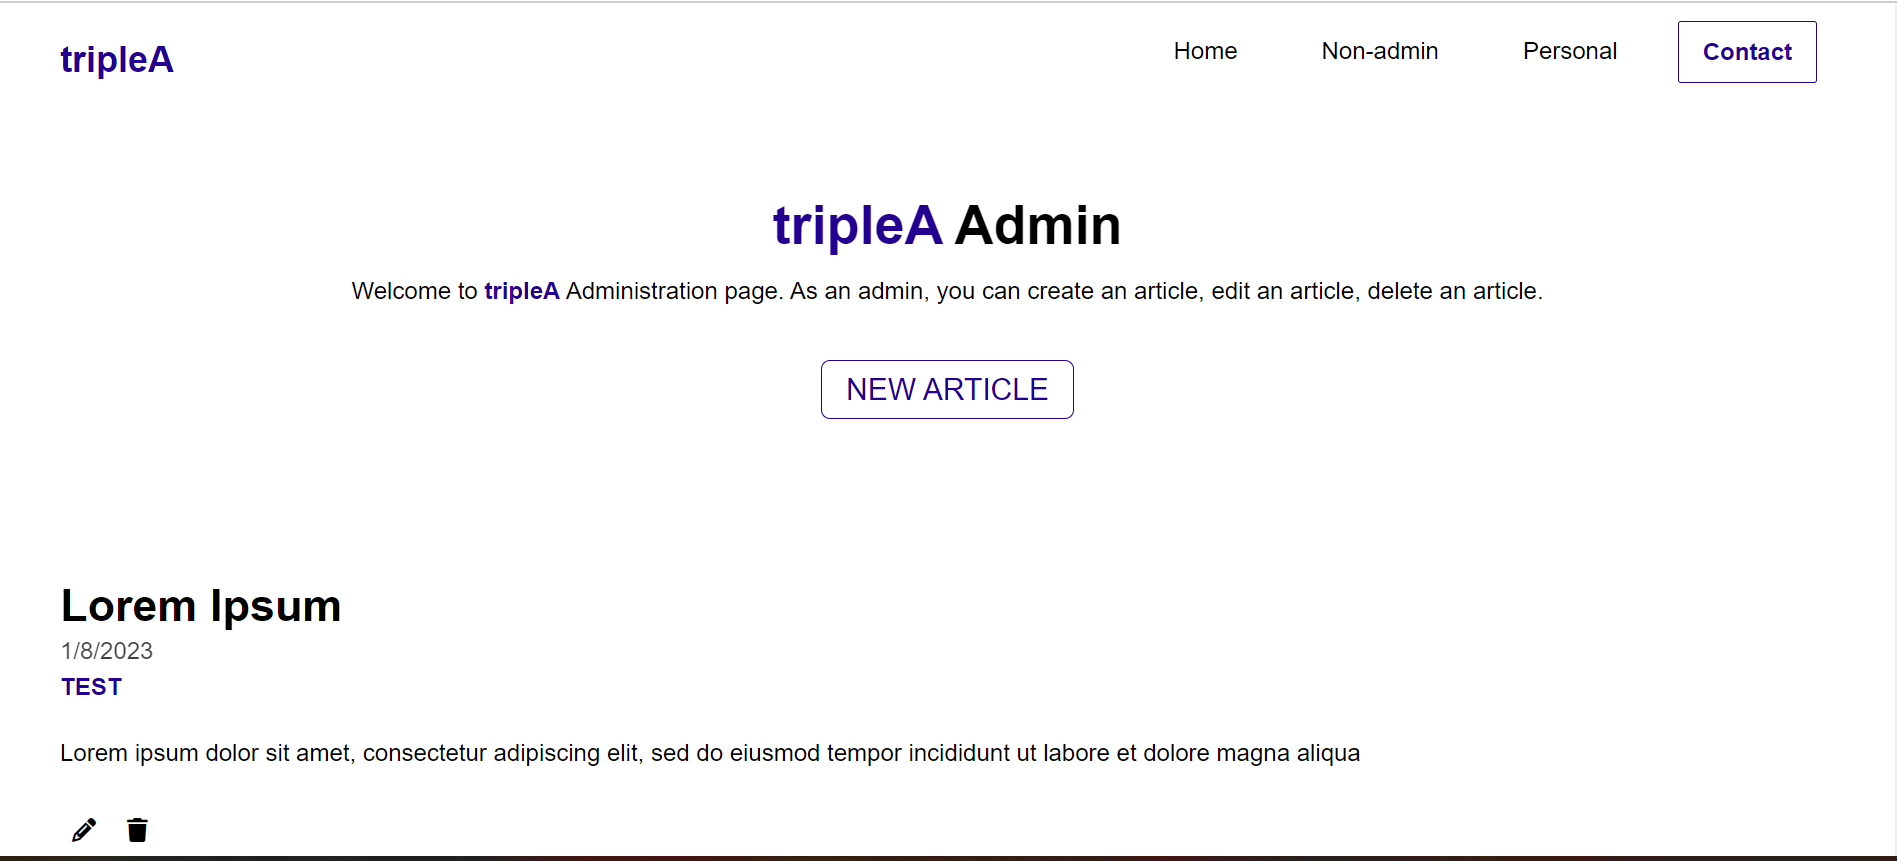 tripleA
Home Non-admin Personal Contact
tripleA Admin
Welcome to tripleA Administration page. As an admin, you can create an article, edit an article, delete an article.
NEW ARTICLE
Lorem Ipsum
1/8/2023
TEST
Lorem ipsum dolor sit amet, consectetur adipiscing elit, sed do eiusmod tempor incididunt ut labore et dolore magna aliqua